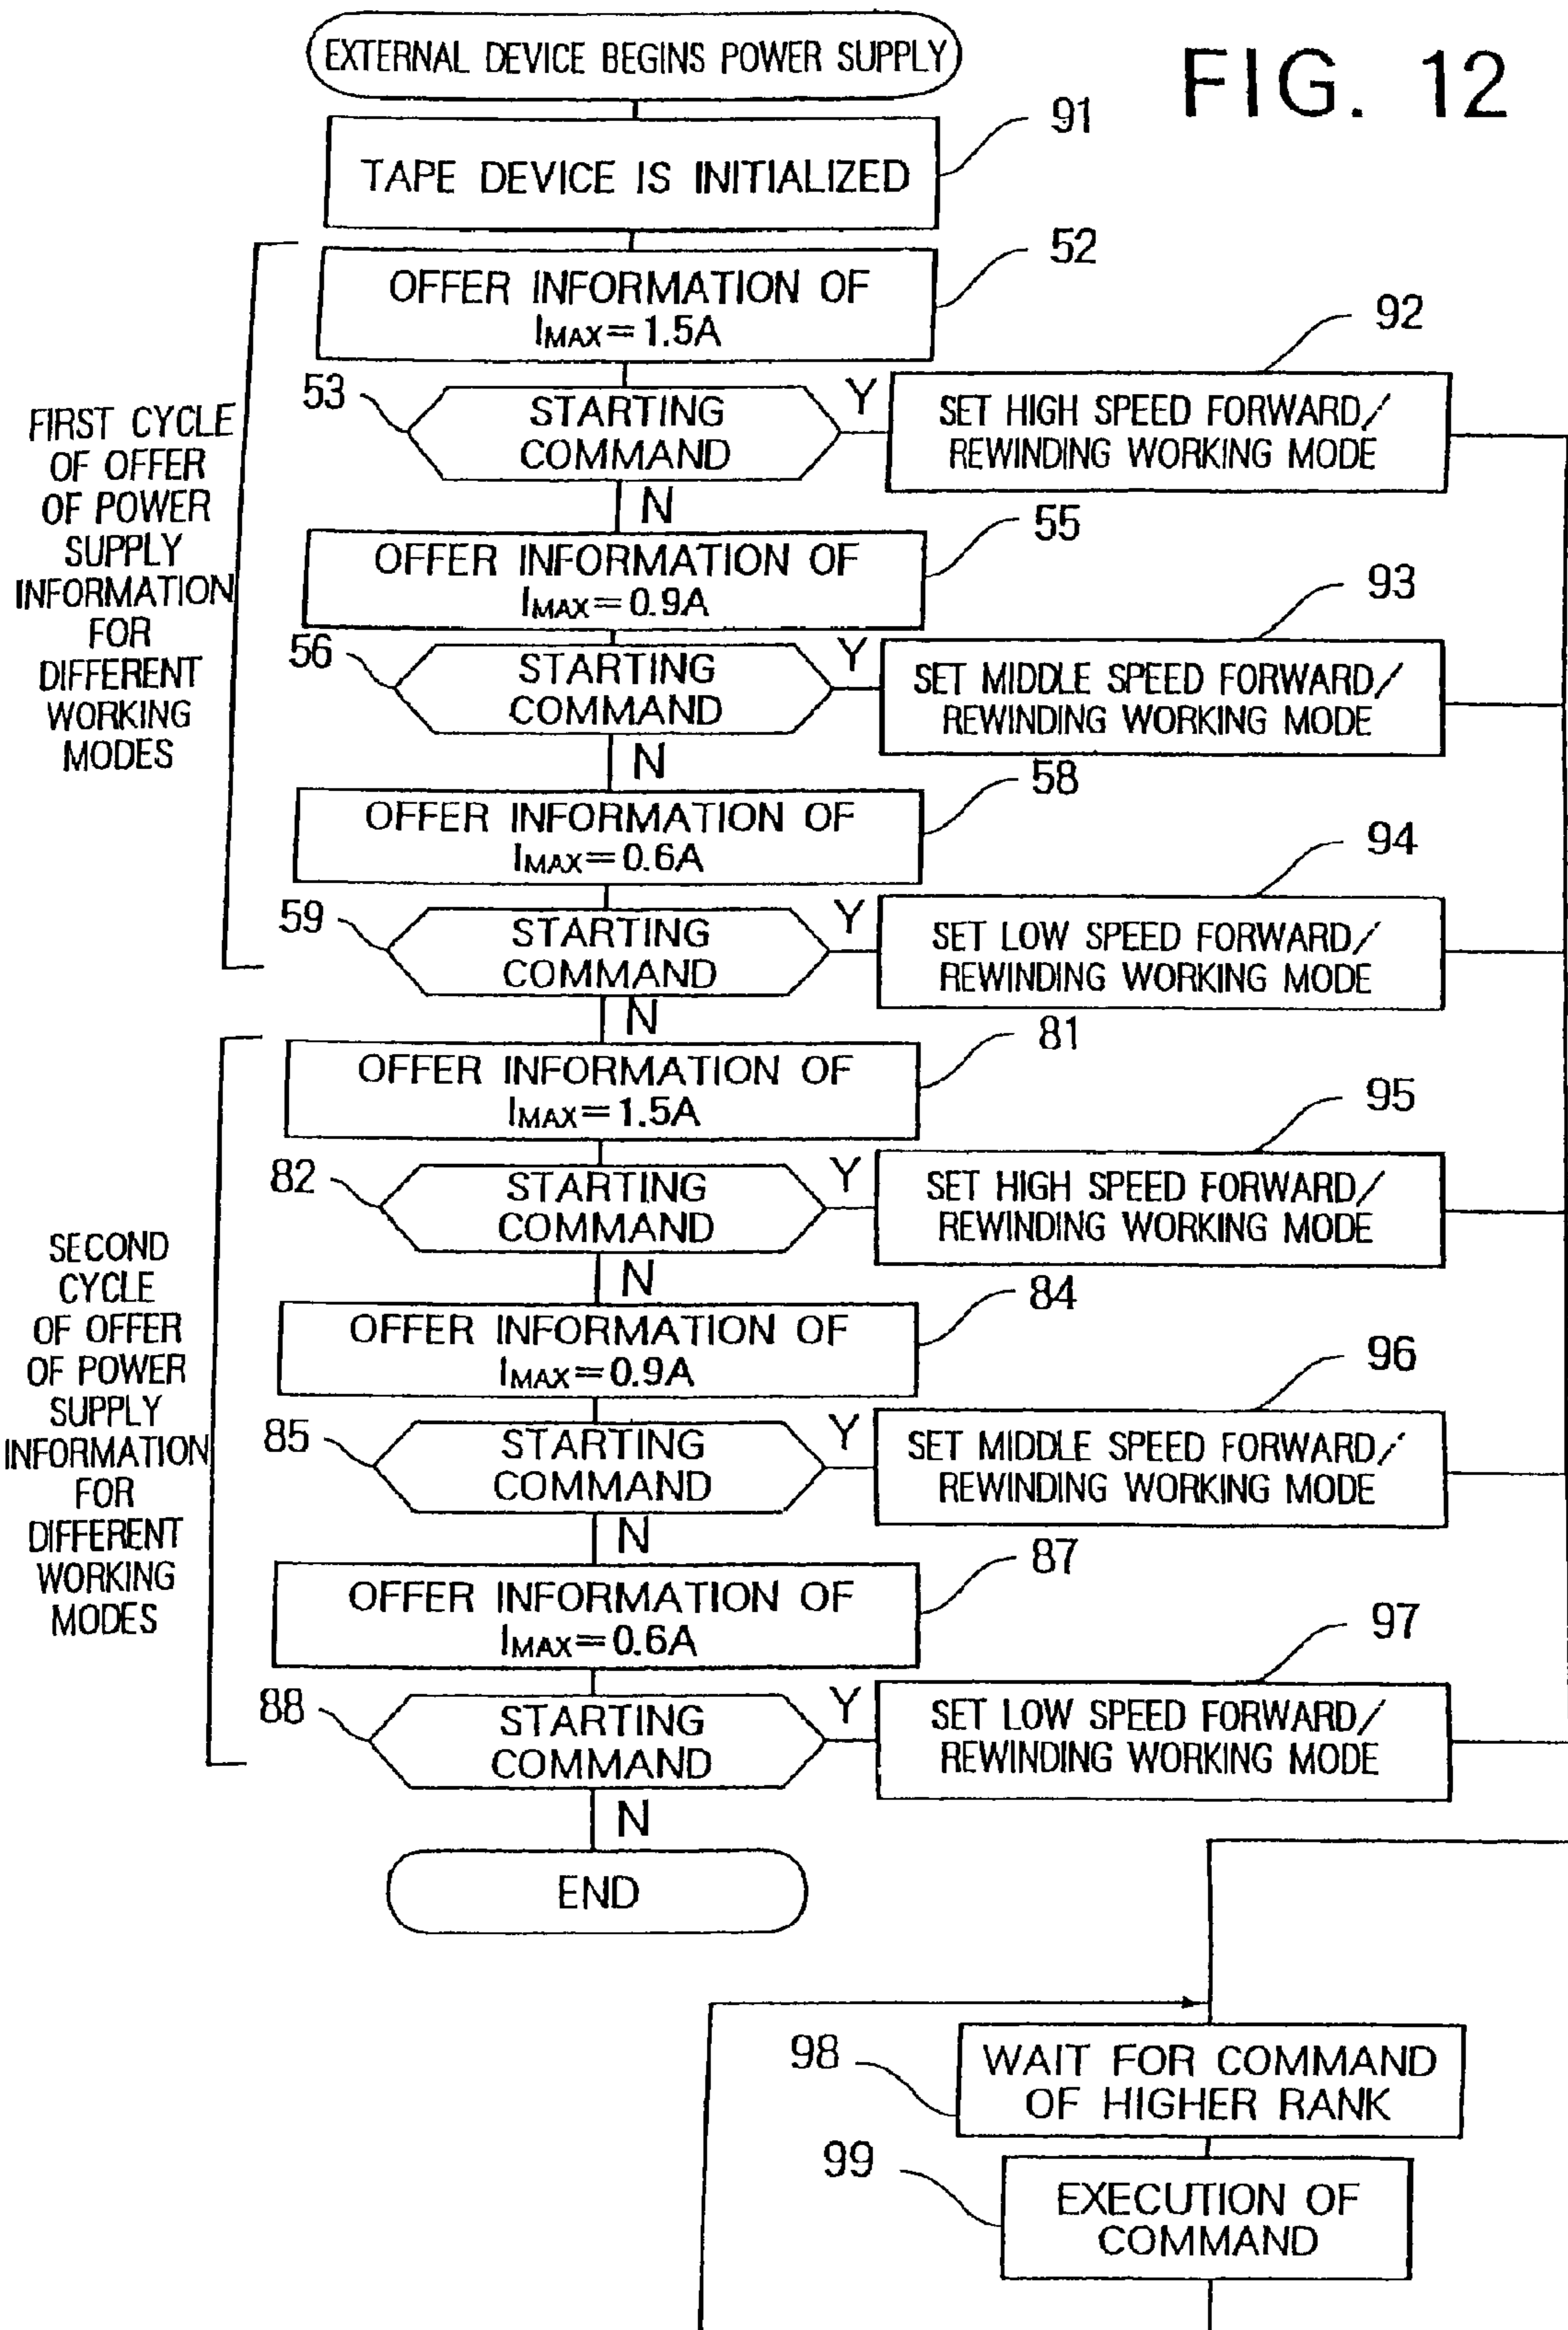 EXTERNAL DEVICE BEGINS POWER SUPPLY
FIG. 12
91
TAPE DEVICE IS INITIALIZED
52
OFFER INFORMATION OF
IMAX=1.5A
92
53
STARTING
COMMAND
Y
SET HIGH SPEED FORWARD/
REWINDING WORKING MODE
N
55
OFFER INFORMATION OF
IMAX=0.9A
93
56
STARTING
COMMAND
Y
SET MIDDLE SPEED FORWARD/
REWINDING WORKING MODE
N
58
OFFER INFORMATION OF
IMAX=0.6A
94
59
STARTING
COMMAND
Y
SET LOW SPEED FORWARD/
REWINDING WORKING MODE
N
FIRST CYCLE
OF OFFER
OF POWER
SUPPLY
INFORMATION
FOR
DIFFERENT
WORKING
MODES
81
OFFER INFORMATION OF
IMAX=1.5A
95
82
STARTING
COMMAND
Y
SET HIGH SPEED FORWARD/
REWINDING WORKING MODE
N
84
OFFER INFORMATION OF
IMAX=0.9A
96
85
STARTING
COMMAND
Y
SET MIDDLE SPEED FORWARD/
REWINDING WORKING MODE
N
87
OFFER INFORMATION OF
IMAX=0.6A
97
88
STARTING
COMMAND
Y
SET LOW SPEED FORWARD/
REWINDING WORKING MODE
N
SECOND
CYCLE
OF OFFER
OF POWER
SUPPLY
INFORMATION
FOR
DIFFERENT
WORKING
MODES
END
98
WAIT FOR COMMAND
OF HIGHER RANK
99
EXECUTION OF
COMMAND